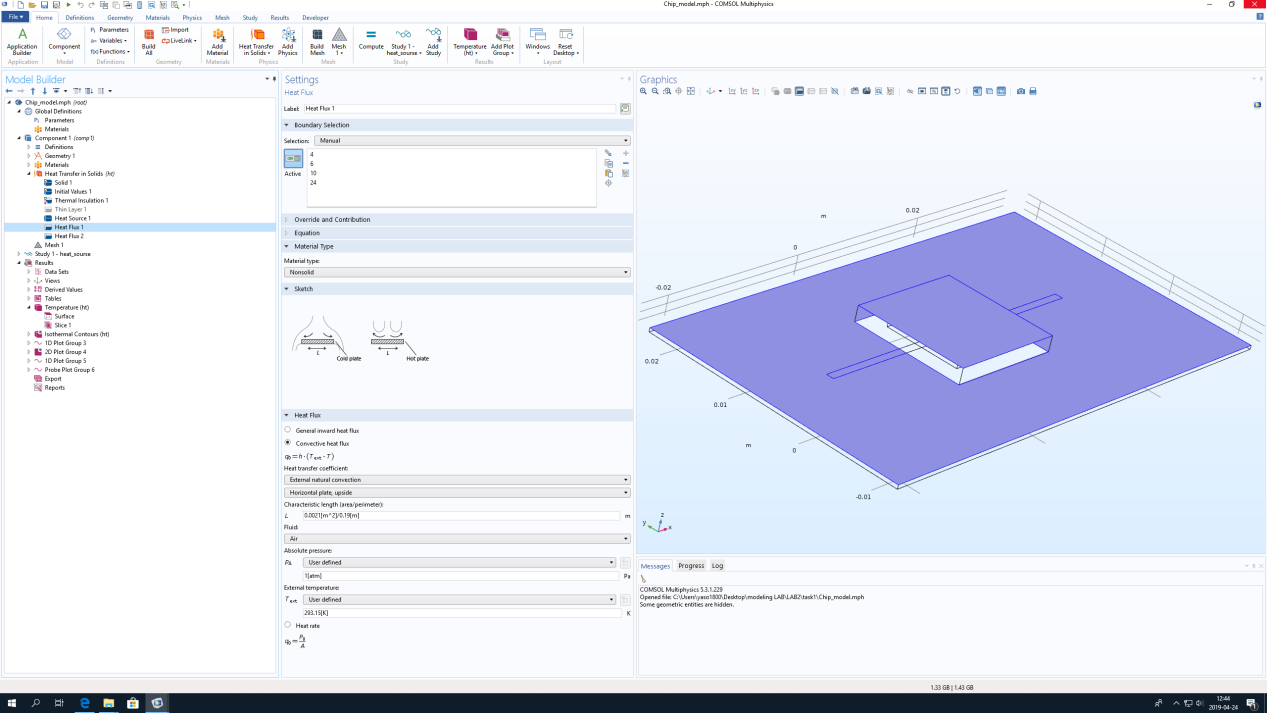 Chip_model.mph - COMSOL Multiphysics
File
Home
Definitions
Geometry
Materials
Physics
Mesh
Study
Results
Developer
Application Builder
Component 1
Parameters
Variables
Functions
Build All
Import
LiveLink
Add Material
Heat Transfer in Solids
Add Physics
Build Mesh
Mesh 1
Compute
Study 1 - heat_sourse
Add Study
Temperature (ht)
Add Plot Group
Windows
Reset Desktop
Application
Model
Definitions
Geometry
Materials
Physics
Mesh
Study
Results
Layout
Model Builder
Chip_model.mph (root)
Global Definitions
Parameters
Materials
Component 1 (comp1)
Definitions
Geometry 1
Materials
Heat Transfer in Solids (ht)
Solid 1
Initial Values 1
Thermal Insulation 1
Thin Layer 1
Heat Source 1
Heat Flux 1
Heat Flux 2
Mesh 1
Study 1 - heat_sourse
Results
Data Sets
Views
Derived Values
Tables
Temperature (ht)
Surface
Slice 1
Isothermal Contours (ht)
1D Plot Group 3
2D Plot Group 4
1D Plot Group 5
Probe Plot Group 6
Export
Reports
Settings
Heat Flux
Label: Heat Flux 1
Boundary Selection
Selection: Manual
Active
4
6
10
24
Override and Contribution
Equation
Material Type
Material type:
Nonsolid
Sketch
L
Cold plate
L
Hot plate
Heat Flux
General inward heat flux
Convective heat flux
q0=h·(Text-T)
Heat transfer coefficient:
External natural convection
Horizontal plate, upside
Characteristic length (area/perimeter):
L 0.0021[m^2]/0.19[m] m
Fluid:
Air
Absolute pressure:
PA User defined
1[atm] Pa
External temperature:
Text User defined
293.15[K] K
Heat rate
q0=P0/A
Graphics
0.02
m
0
-0.02
0.02
0.01
m
0
-0.01
z
y
x
Messages
Progress
Log
COMSOL Multiphysics 5.3.1.229
Opened file: C:\Users\yaso1800\Desktop\modeling LAB\LAB2\task1\Chip_model.mph
Some geometric entities are hidden.
1.33 GB | 1.43 GB
12:44
2019-04-24